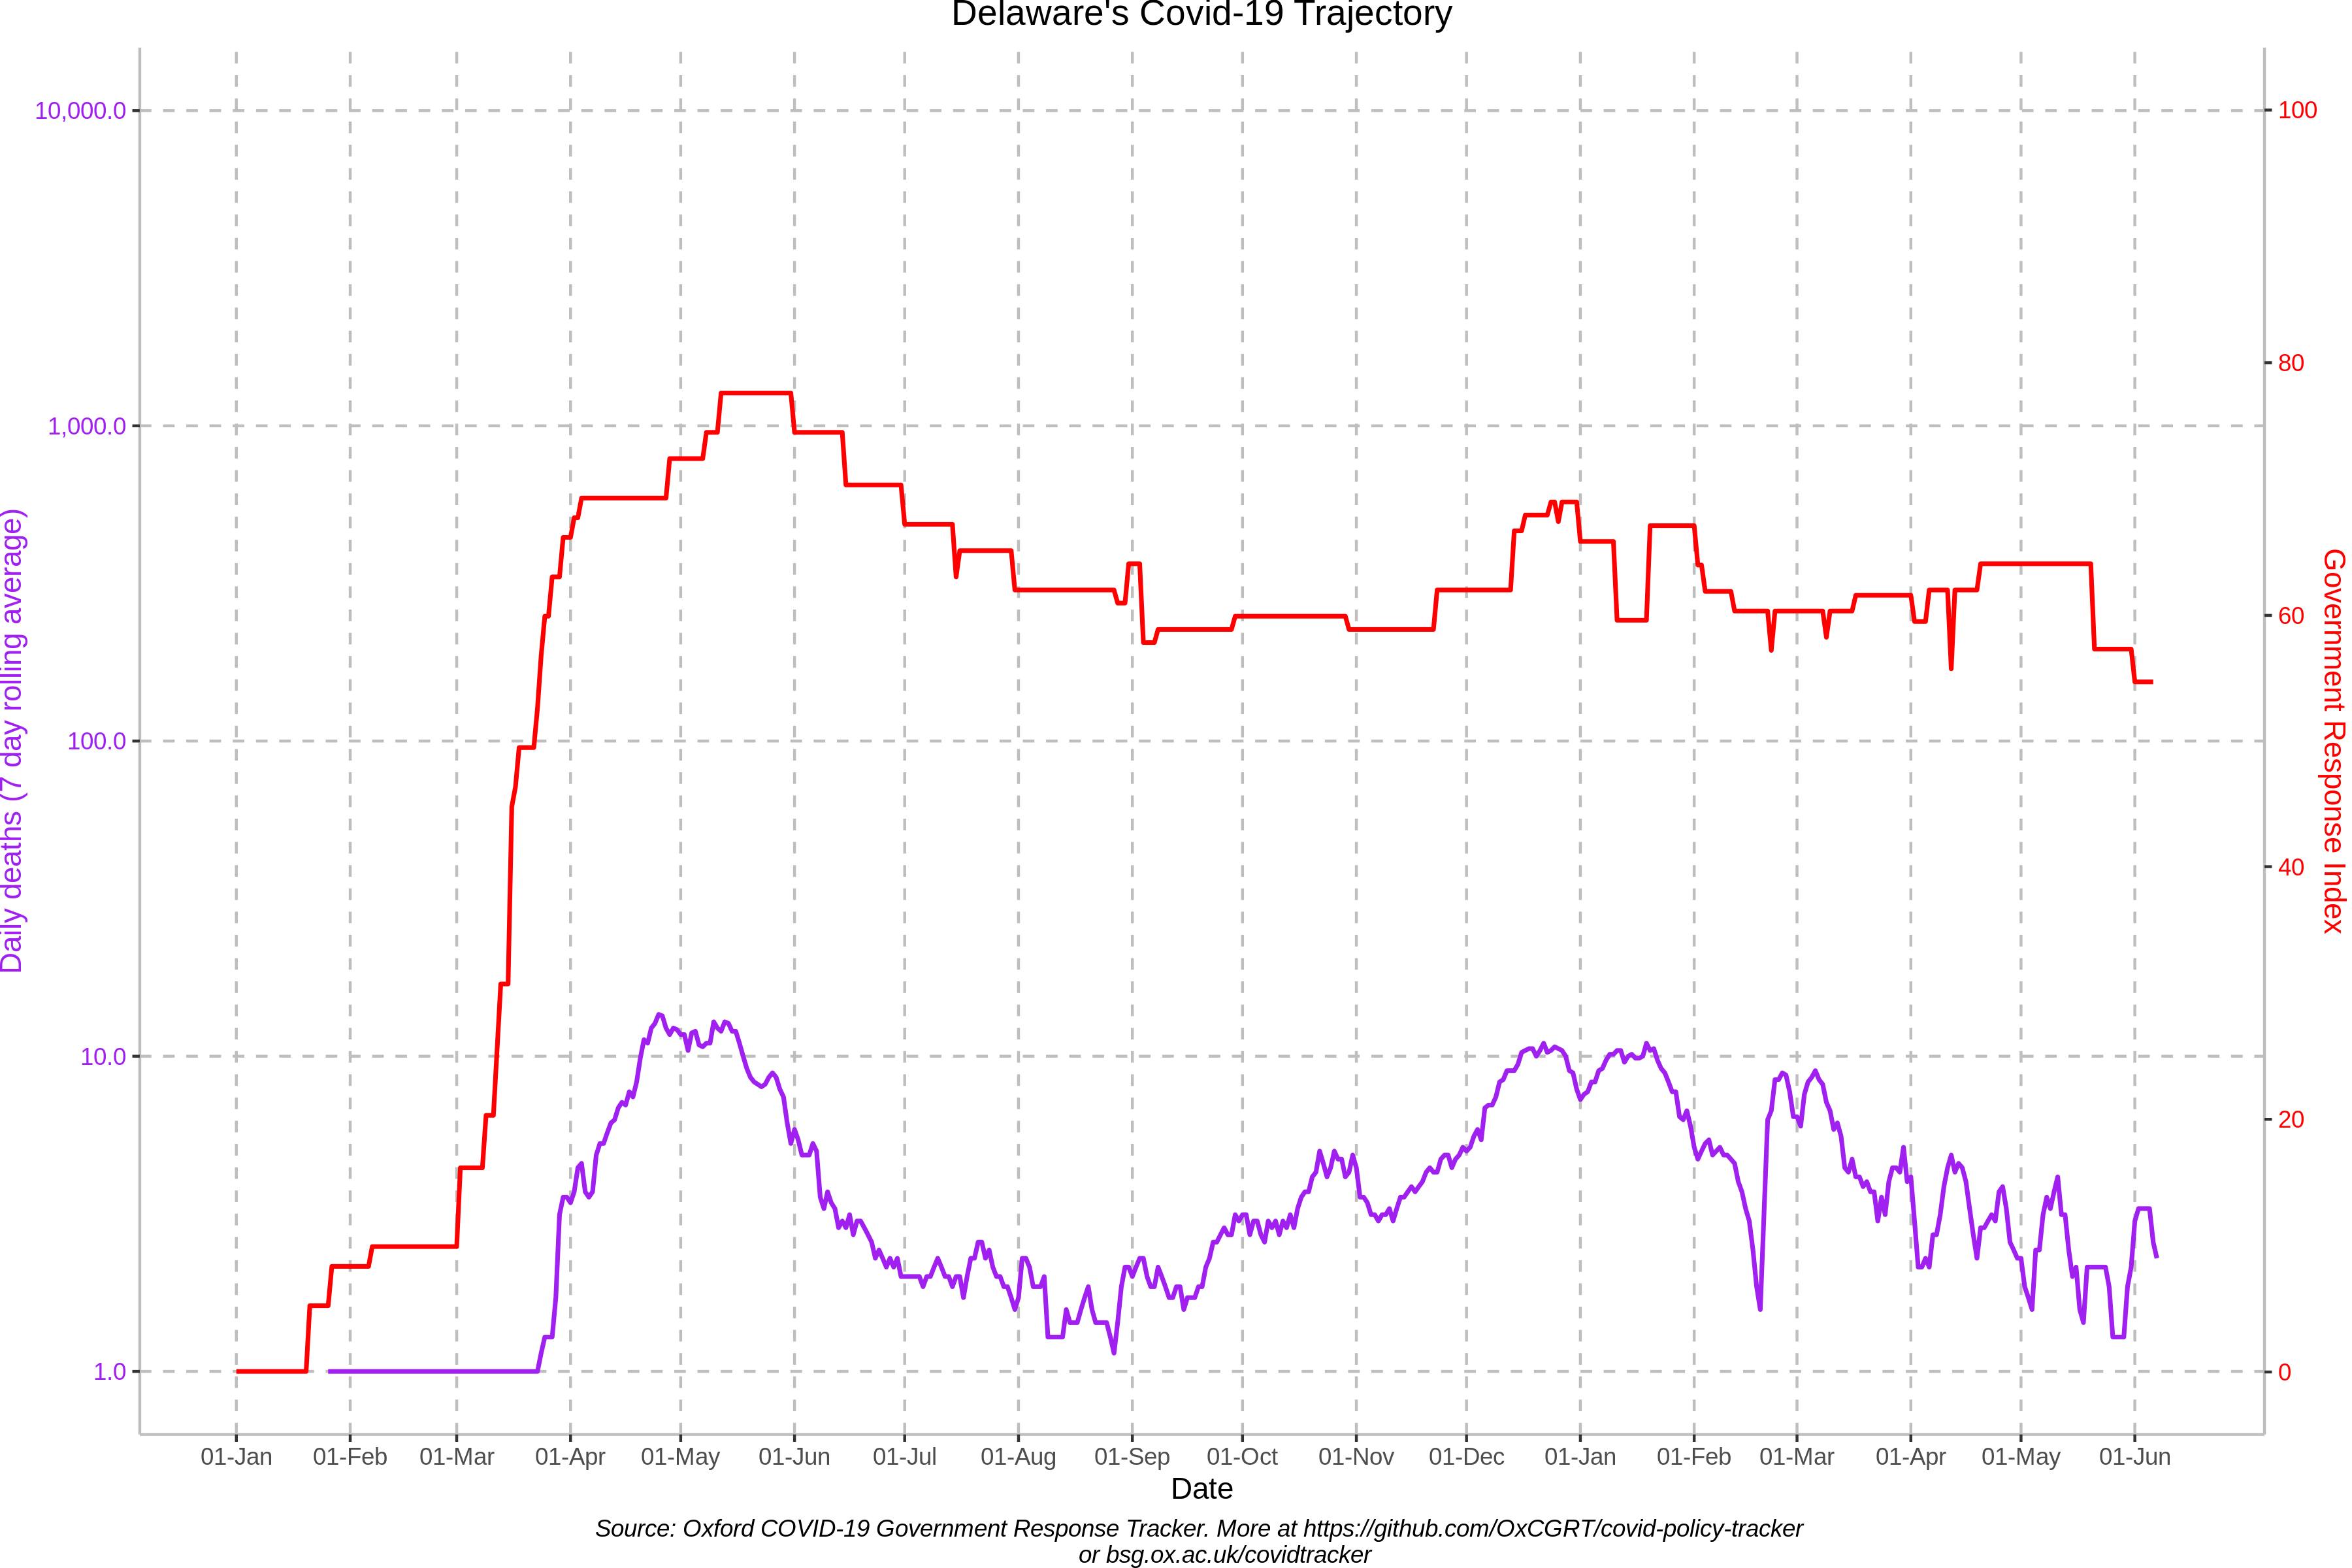 Delaware's Covid-19 Trajectory
10,000.0
1,000.0
100.0
10.0
1.0
Daily deaths (7 day rolling average)
100
80
60
40
20
0
Government Response Index
01-Jan 01-Feb 01-Mar 01-Apr 01-May 01-Jun 01-Jul 01-Aug 01-Sep 01-Oct 01-Nov 01-Dec 01-Jan 01-Feb 01-Mar 01-Apr 01-May 01-Jun
Date
Source: Oxford COVID-19 Government Response Tracker. More at https://github.com/OxCGRT/covid-policy-tracker
or bsg.ox.ac.uk/covidtracker